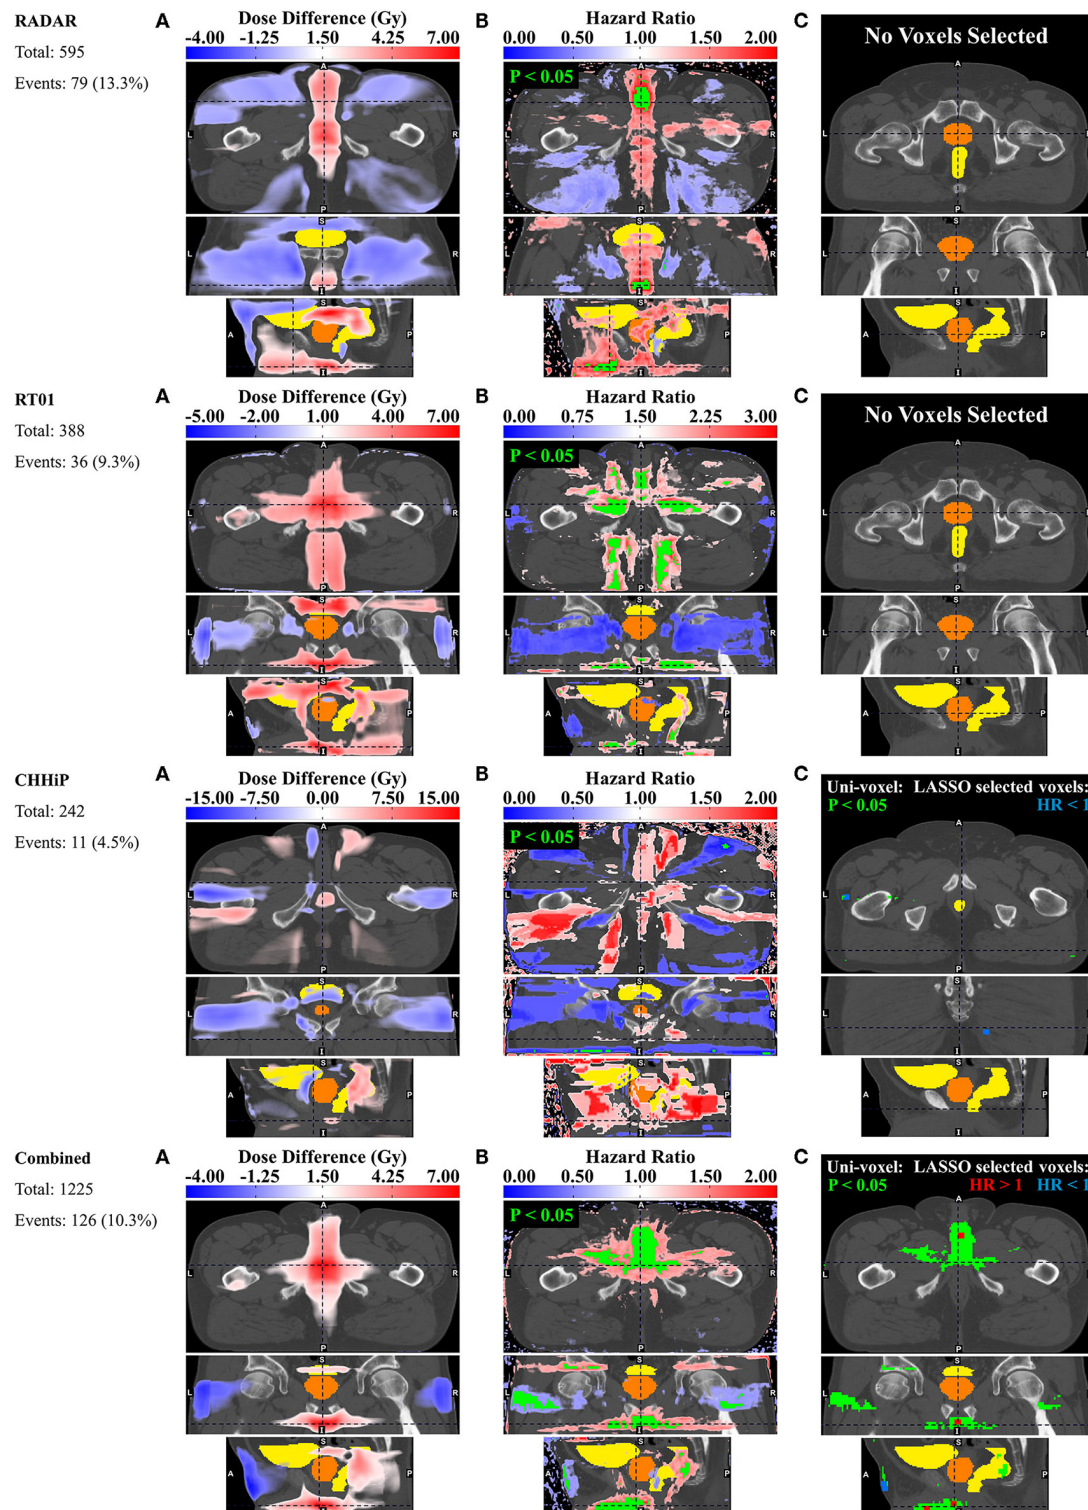 RADAR
Total: 595
Events: 79 (13.3%)
A
Dose Difference (Gy)
-4.00 -1.25 1.50 4.25 7.00
A
L R
P
S
L R
I
S
A P
I
B
Hazard Ratio
0.00 0.50 1.00 1.50 2.00
P < 0.05
A
L R
P
S
L R
I
S
A P
I
C
No Voxels Selected
A
L R
P
S
L R
I
S
A P
I
RT01
Total: 388
Events: 36 (9.3%)
A
Dose Difference (Gy)
-5.00 -2.00 1.00 4.00 7.00
A
L R
P
S
L R
I
S
A P
I
B
Hazard Ratio
0.00 0.75 1.50 2.25 3.00
P < 0.05
A
L R
P
S
L R
I
S
A P
I
C
No Voxels Selected
A
L R
P
S
L R
I
S
A P
I
CHHiP
Total: 242
Events: 11 (4.5%)
A
Dose Difference (Gy)
-15.00 -7.50 0.00 7.50 15.00
A
L R
P
S
L R
I
S
A P
I
B
Hazard Ratio
0.00 0.50 1.00 1.50 2.00
P < 0.05
A
L R
P
S
L R
I
S
A P
I
C
Uni-voxel: LASSO selected voxels:
P < 0.05 HR < 1
A
L R
P
S
L R
I
S
A P
I
Combined
Total: 1225
Events: 126 (10.3%)
A
Dose Difference (Gy)
-4.00 -1.25 1.50 4.25 7.00
A
L R
P
S
L R
I
S
A P
I
B
Hazard Ratio
0.00 0.50 1.00 1.50 2.00
P < 0.05
A
L R
P
S
L R
I
S
A P
I
C
Uni-voxel: LASSO selected voxels:
P < 0.05 HR > 1 HR < 1
A
L R
P
S
L R
I
S
A P
I